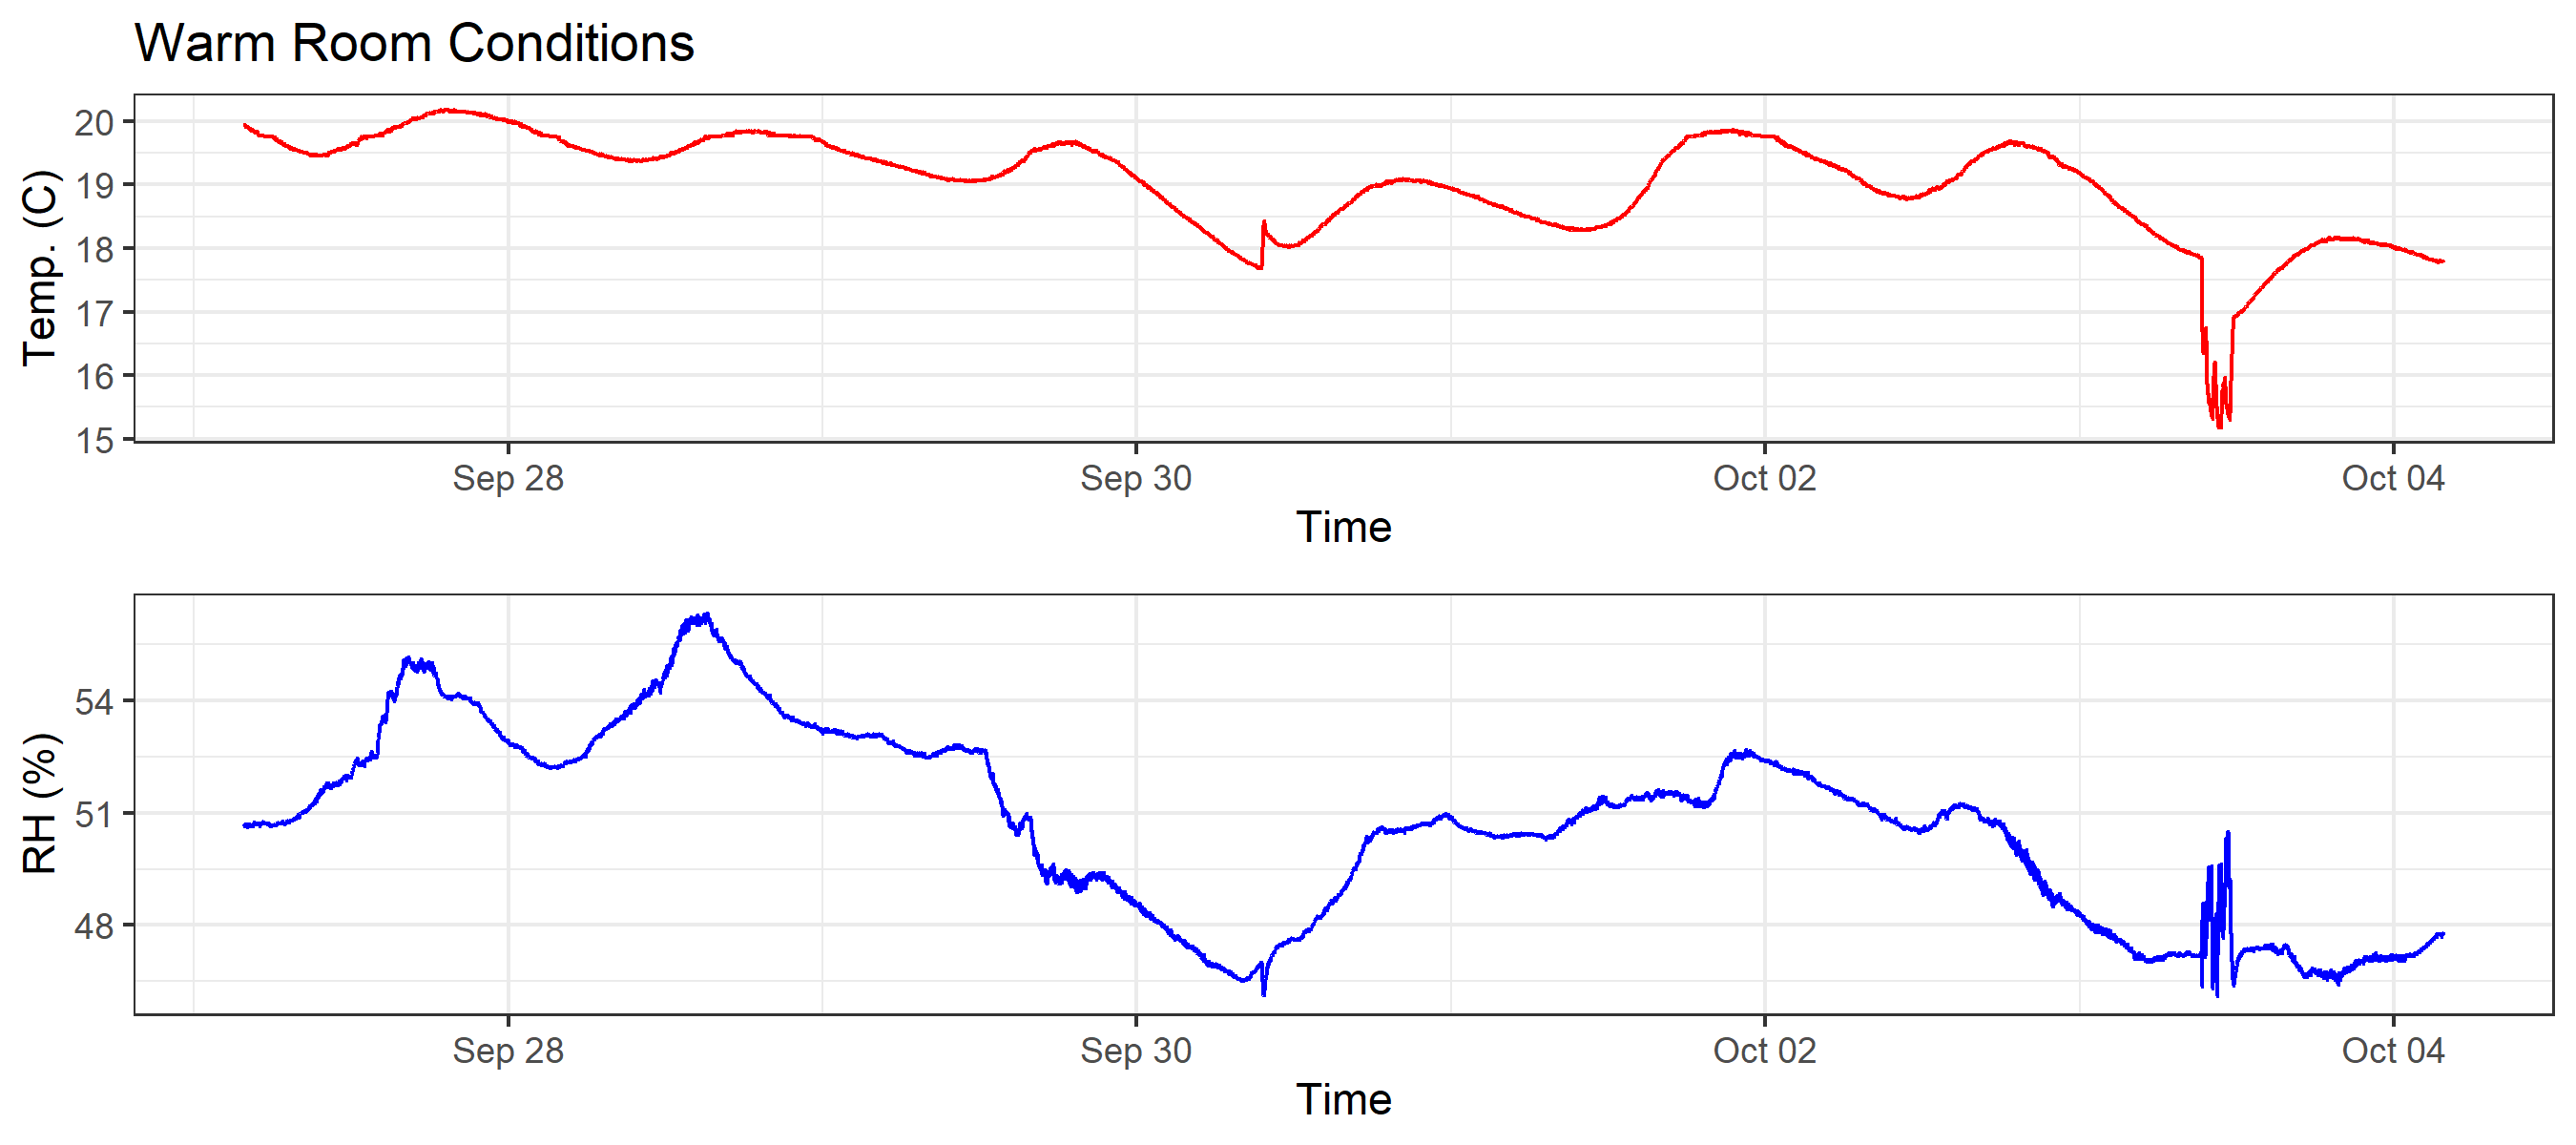 Warm Room Conditions
20
19
18
17
16
15
Temp. (C)
Sep 28 Sep 30 Oct 02 Oct 04
Time
54
51
48
RH (%)
Sep 28 Sep 30 Oct 02 Oct 04
Time